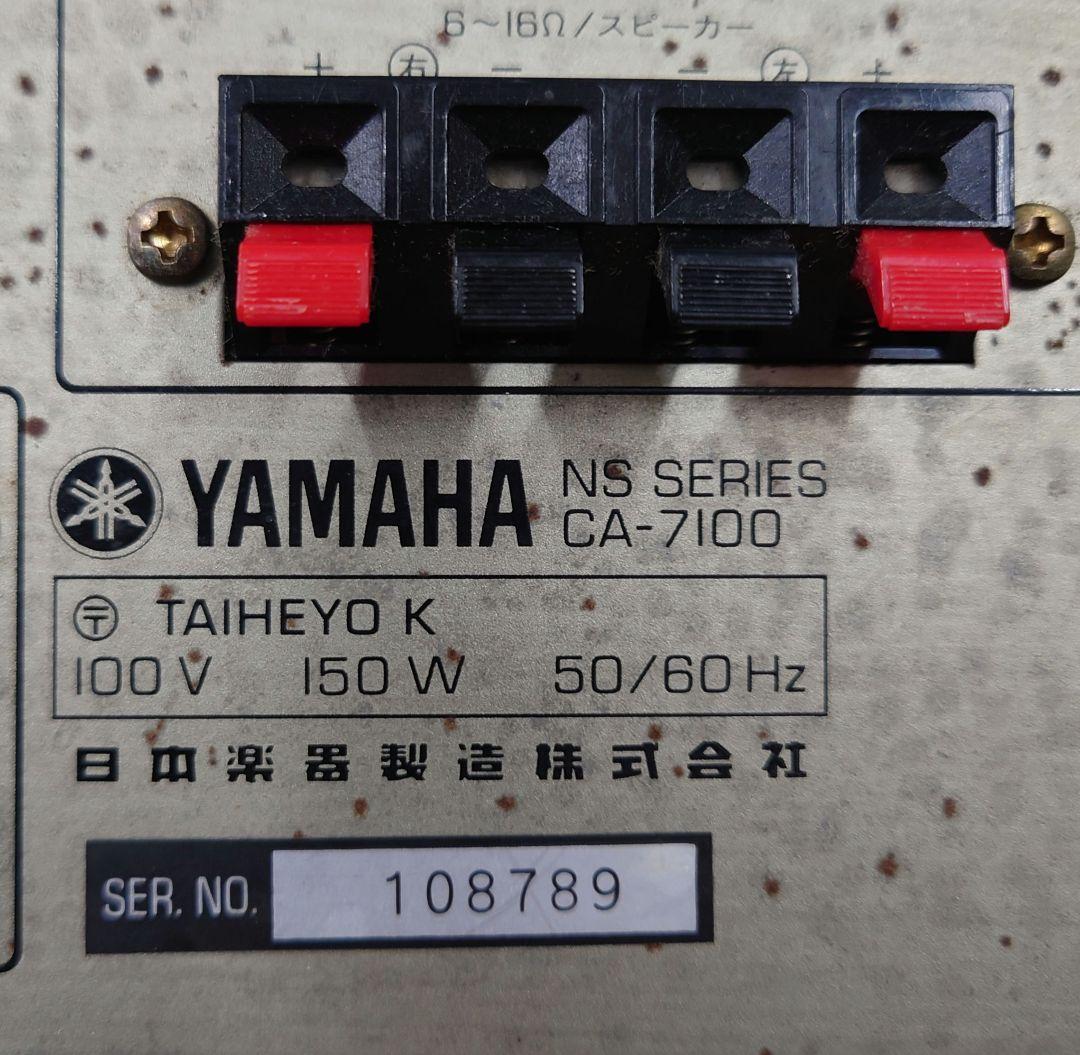 6～16Ω/スピーカー
+ 右 − − 左 +
YAMAHA NS SERIES
CA-7100
〒 TAIHEYO K
100V 150W 50/60Hz
日本楽器製造株式会社
SER. NO. 108789